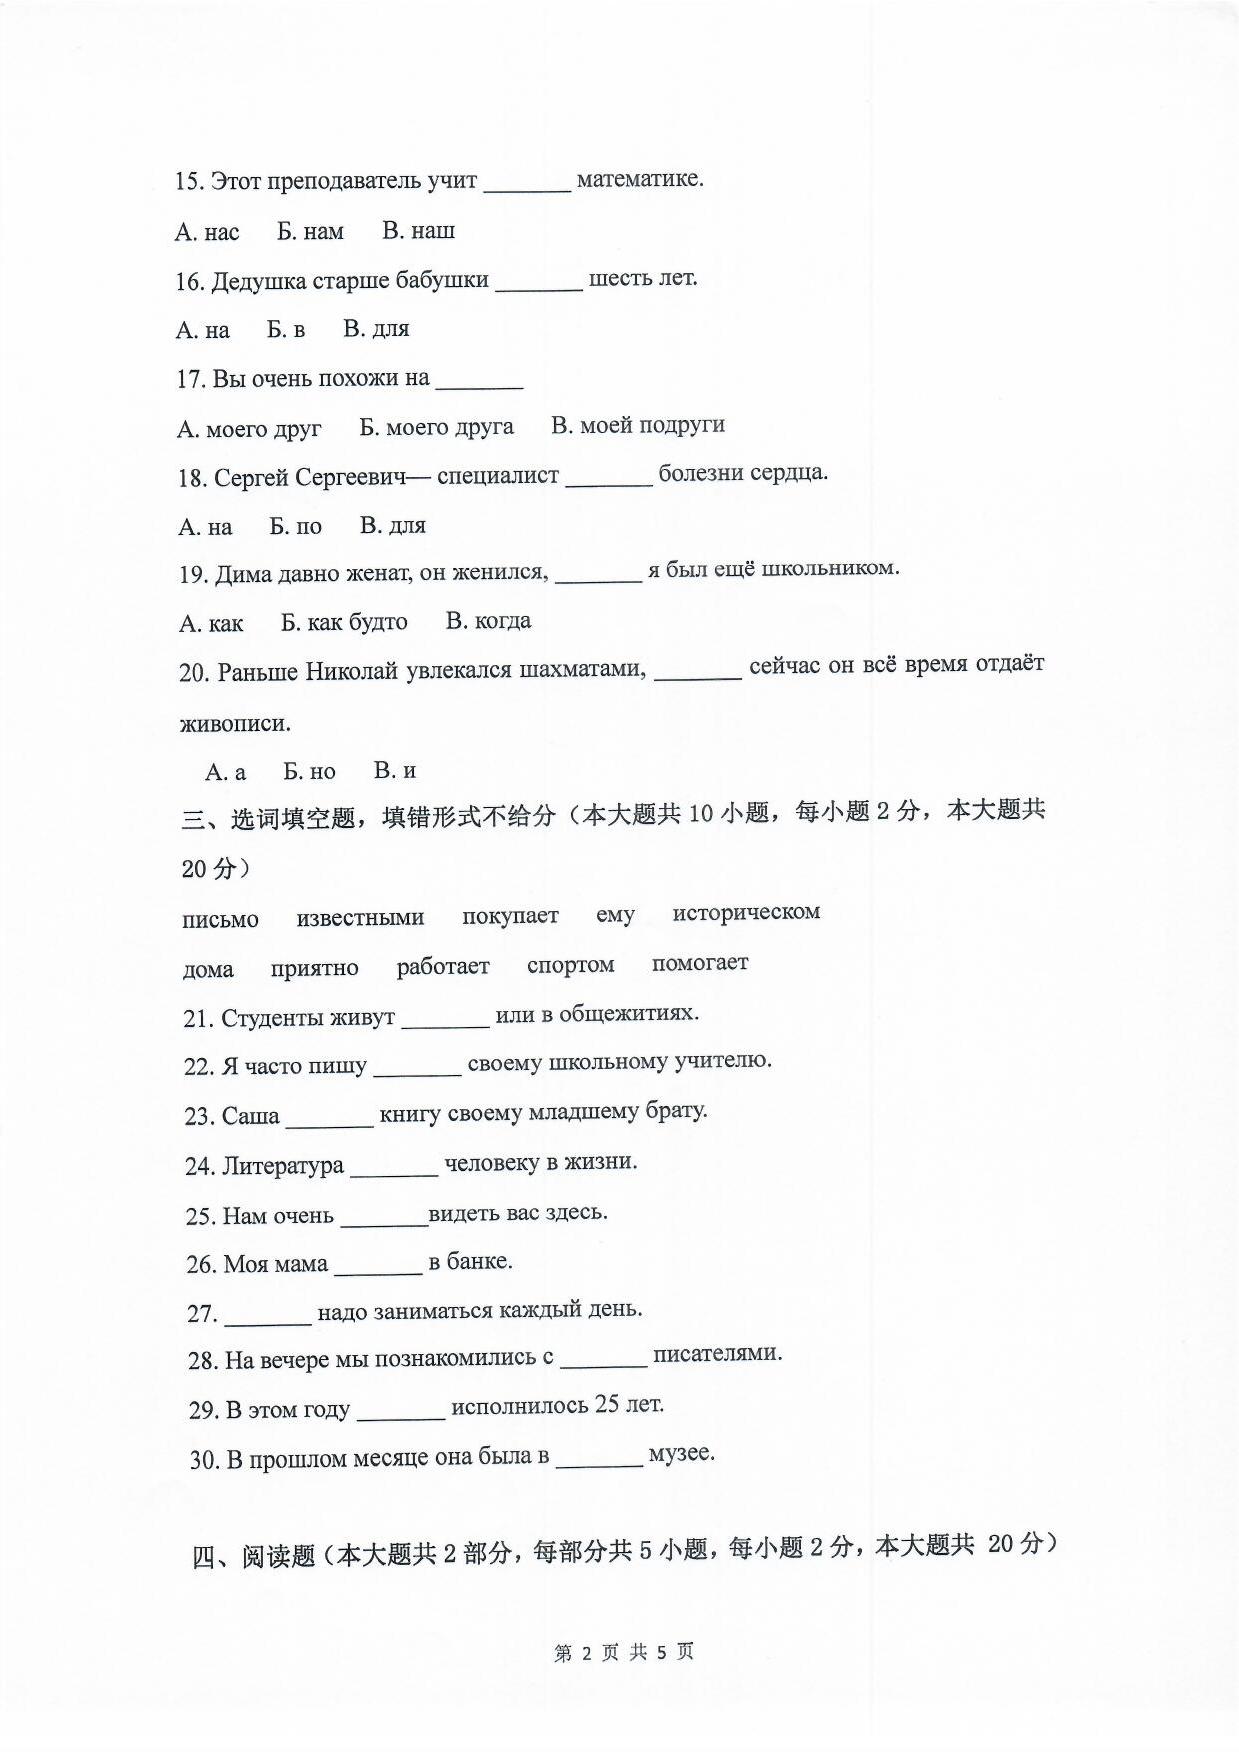 15. Этот преподаватель учит _______ математике.
А. нас Б. нам В. наш
16. Дедушка старше бабушки _______ шесть лет.
А. на Б. в В. для
17. Вы очень похожи на _______
А. моего друг Б. моего друга В. моей подруги
18. Сергей Сергеевич— специалист _______ болезни сердца.
А. на Б. по В. для
19. Дима давно женат, он женился, _______ я был ещё школьником.
А. как Б. как будто В. когда
20. Раньше Николай увлекался шахматами, _______ сейчас он всё время отдаёт
живописи.
А. а Б. но В. и
三、选词填空题，填错形式不给分（本大题共 10 小题，每小题 2 分，本大题共
20 分）
письмо известными покупает ему историческом
дома приятно работает спортом помогает
21. Студенты живут _______ или в общежитиях.
22. Я часто пишу _______ своему школьному учителю.
23. Саша _______ книгу своему младшему брату.
24. Литература _______ человеку в жизни.
25. Нам очень _______видеть вас здесь.
26. Моя мама _______ в банке.
27. _______ надо заниматься каждый день.
28. На вечере мы познакомились с _______ писателями.
29. В этом году _______ исполнилось 25 лет.
30. В прошлом месяце она была в _______ музее.
四、阅读题（本大题共 2 部分，每部分共 5 小题，每小题 2 分，本大题共 20 分）
第 2 页 共 5 页